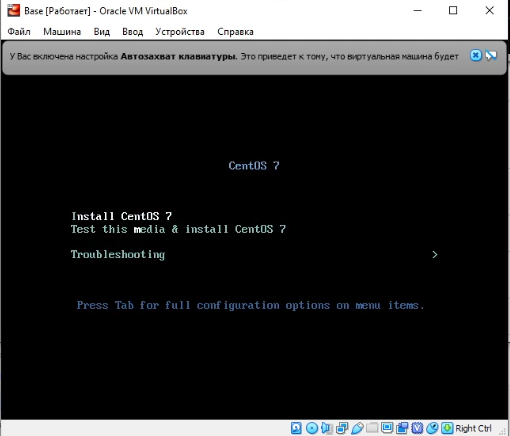 Base [Работает] - Oracle VM VirtualBox
Файл Машина Вид Ввод Устройства Справка
У Вас включена настройка Автозахват клавиатуры. Это приведет к тому, что виртуальная машина будет
CentOS 7
Install CentOS 7
Test this media & install CentOS 7
Troubleshooting >
Press Tab for full configuration options on menu items.
Right Ctrl